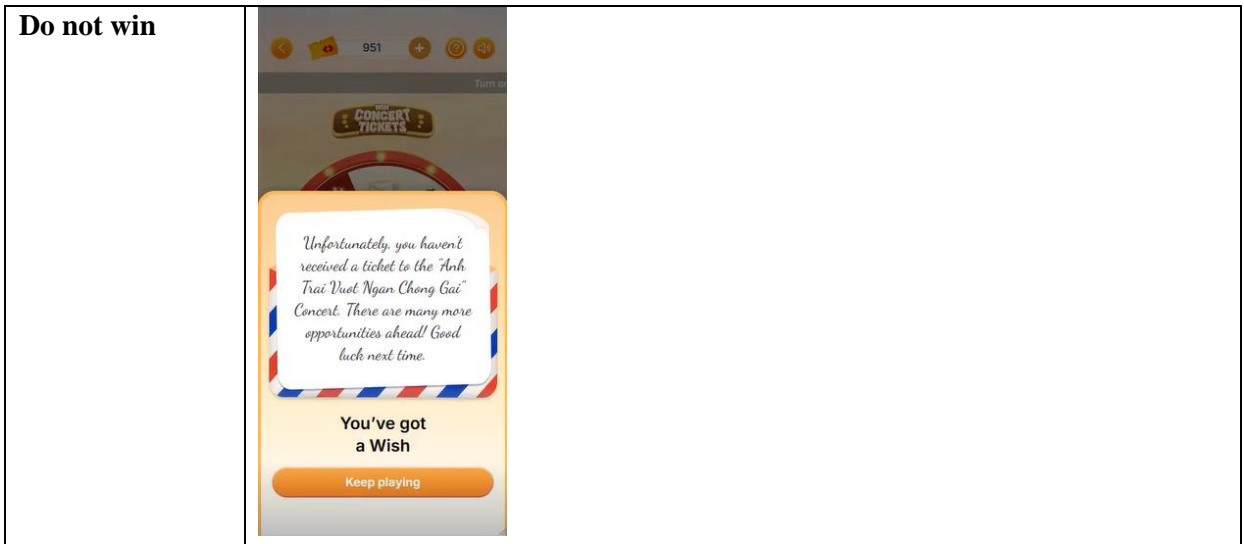 Do not win
951
Turn on
CONCERT
TICKETS
Unfortunately, you haven't
received a ticket to the "Anh
Trai Vuot Ngan Chong Gai"
Concert. There are many more
opportunities ahead! Good
luck next time.
You've got
a Wish
Keep playing